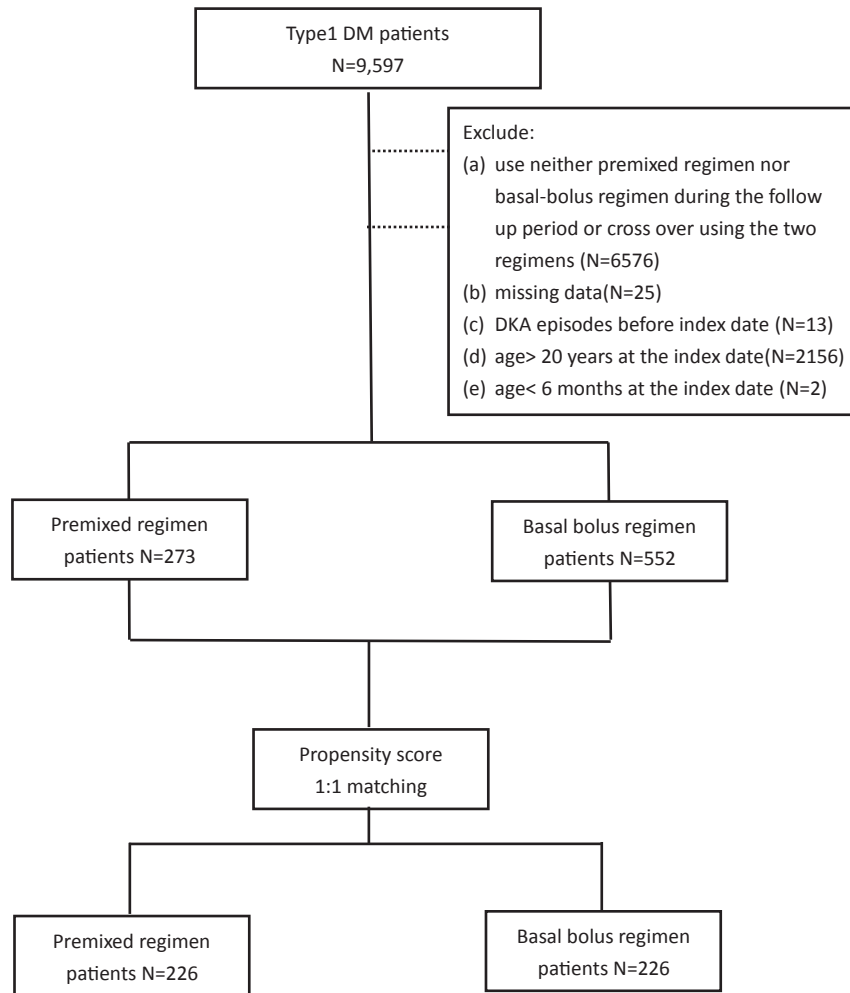 Type1 DM patients
N=9,597
Exclude:
(a) use neither premixed regimen nor
basal-bolus regimen during the follow
up period or cross over using the two
regimens (N=6576)
(b) missing data(N=25)
(c) DKA episodes before index date (N=13)
(d) age> 20 years at the index date(N=2156)
(e) age< 6 months at the index date (N=2)
Premixed regimen
patients N=273
Basal bolus regimen
patients N=552
Propensity score
1:1 matching
Premixed regimen
patients N=226
Basal bolus regimen
patients N=226